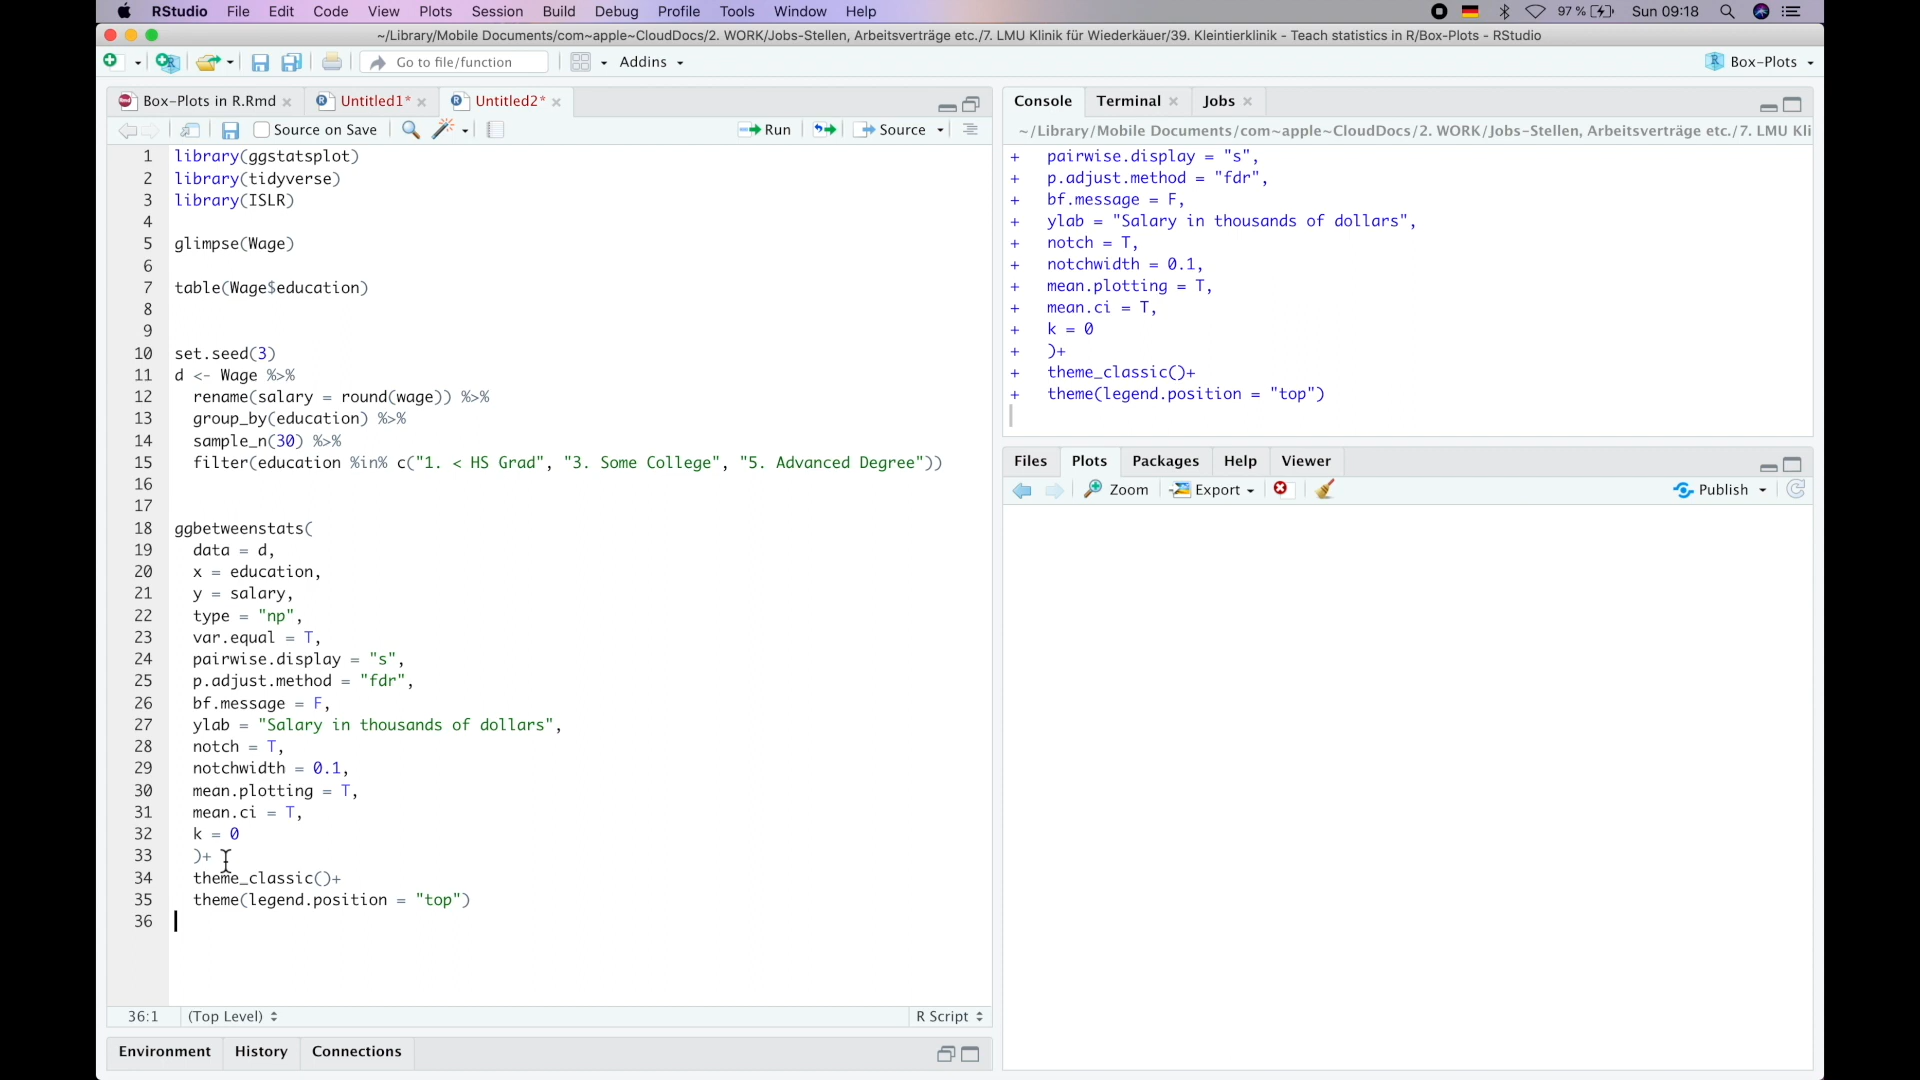 RStudio File Edit Code View Plots Session Build Debug Profile Tools Window Help 97 % Sun 09:18
~/Library/Mobile Documents/com~apple~CloudDocs/2. WORK/Jobs-Stellen, Arbeitsverträge etc./7. LMU Klinik für Wiederkäuer/39. Kleintierklinik - Teach statistics in R/Box-Plots - RStudio
Go to file/function Addins Box-Plots
Box-Plots in R.Rmd Untitled1* Untitled2*
Source on Save Run Source
1 library(ggstatsplot)
2 library(tidyverse)
3 library(ISLR)
4
5 glimpse(Wage)
6
7 table(Wage$education)
8
9
10 set.seed(3)
11 d <- Wage %>%
12 rename(salary = round(wage)) %>%
13 group_by(education) %>%
14 sample_n(30) %>%
15 filter(education %in% c("1. < HS Grad", "3. Some College", "5. Advanced Degree"))
16
17
18 ggbetweenstats(
19 data = d,
20 x = education,
21 y = salary,
22 type = "np",
23 var.equal = T,
24 pairwise.display = "s",
25 p.adjust.method = "fdr",
26 bf.message = F,
27 ylab = "Salary in thousands of dollars",
28 notch = T,
29 notchwidth = 0.1,
30 mean.plotting = T,
31 mean.ci = T,
32 k = 0
33 )+
34 theme_classic()+
35 theme(legend.position = "top")
36
36:1 (Top Level) R Script
Environment History Connections
Console Terminal Jobs
~/Library/Mobile Documents/com~apple~CloudDocs/2. WORK/Jobs-Stellen, Arbeitsverträge etc./7. LMU Kli
+ pairwise.display = "s",
+ p.adjust.method = "fdr",
+ bf.message = F,
+ ylab = "Salary in thousands of dollars",
+ notch = T,
+ notchwidth = 0.1,
+ mean.plotting = T,
+ mean.ci = T,
+ k = 0
+ )+
+ theme_classic()+
+ theme(legend.position = "top")
Files Plots Packages Help Viewer
Zoom Export Publish